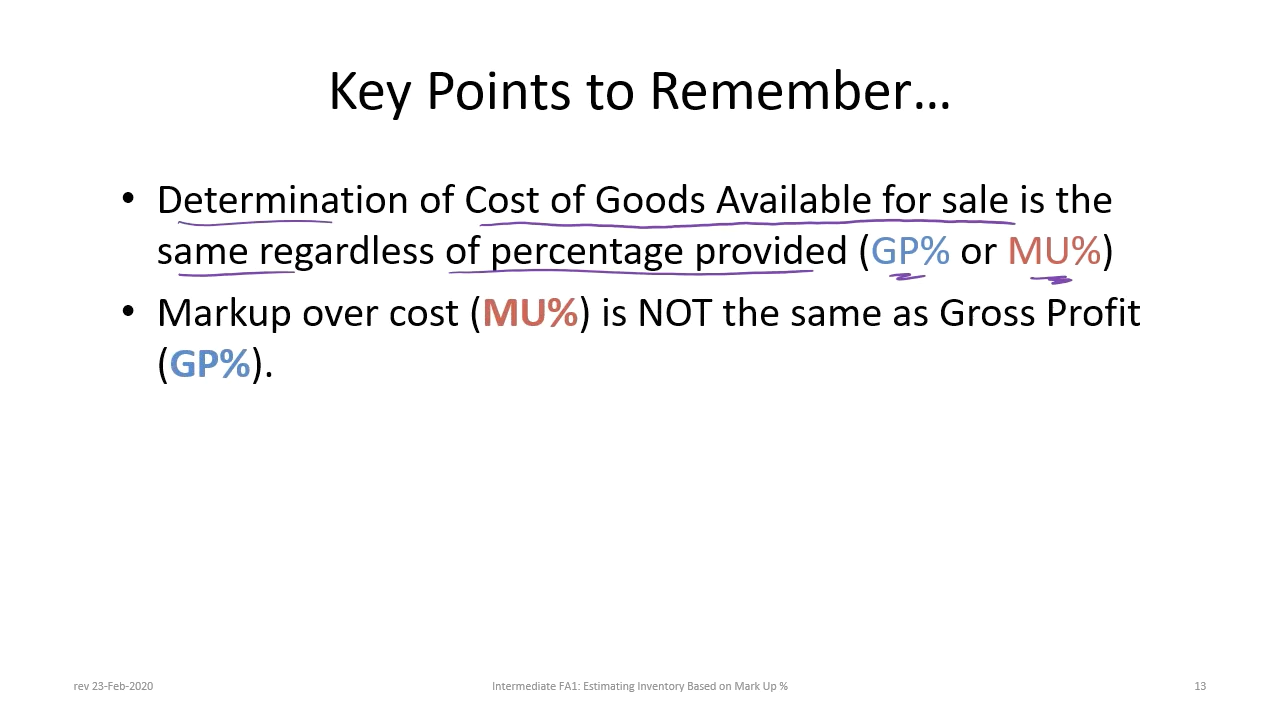 Key Points to Remember…
• Determination of Cost of Goods Available for sale is the
same regardless of percentage provided (GP% or MU%)
• Markup over cost (MU%) is NOT the same as Gross Profit
(GP%).
rev 23-Feb-2020
Intermediate FA1: Estimating Inventory Based on Mark Up %
13